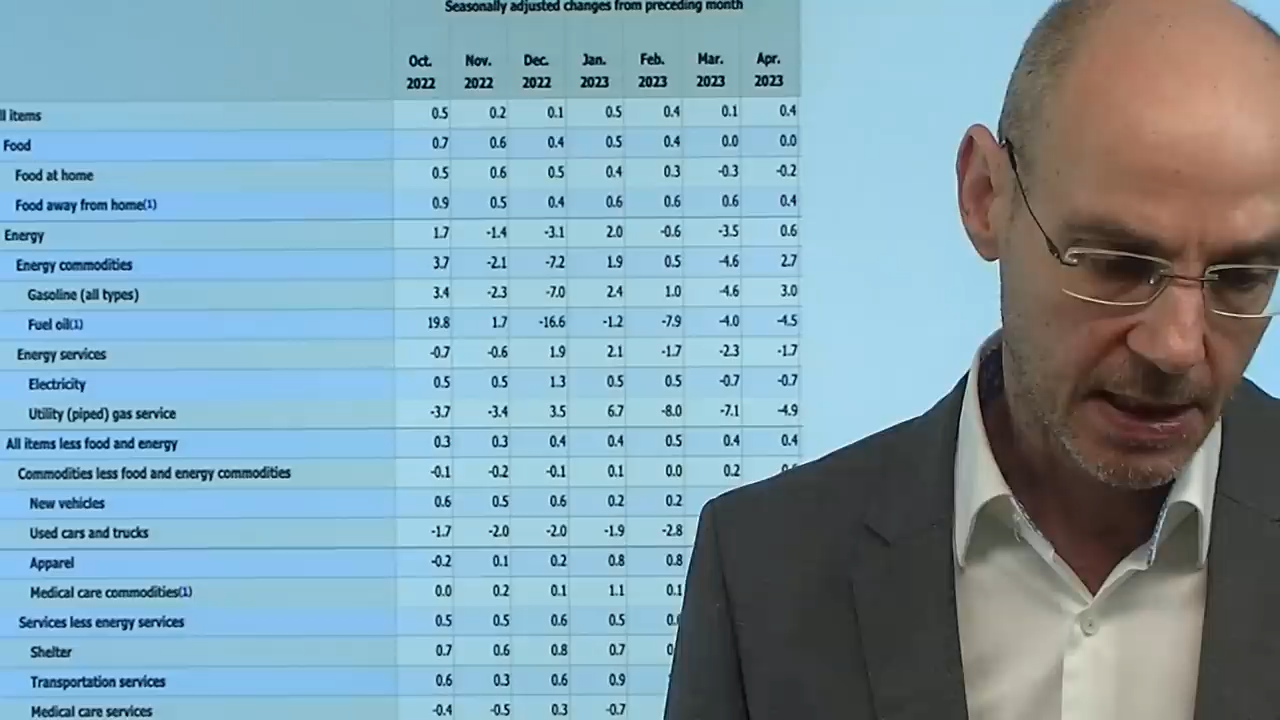 Seasonally adjusted changes from preceding month
Oct. Nov. Dec. Jan. Feb. Mar. Apr.
2022 2022 2022 2023 2023 2023 2023
ll items 0.5 0.2 0.1 0.5 0.4 0.1 0.4
Food 0.7 0.6 0.4 0.5 0.4 0.0 0.0
Food at home 0.5 0.6 0.5 0.4 0.3 -0.3 -0.2
Food away from home(1) 0.9 0.5 0.4 0.6 0.6 0.6 0.4
Energy 1.7 -1.4 -3.1 2.0 -0.6 -3.5 0.6
Energy commodities 3.7 -2.1 -7.2 1.9 0.5 -4.6 2.7
Gasoline (all types) 3.4 -2.3 -7.0 2.4 1.0 -4.6 3.0
Fuel oil(1) 19.8 1.7 -16.6 -1.2 -7.9 -4.0 -4.5
Energy services -0.7 -0.6 1.9 2.1 -1.7 -2.3 -1.7
Electricity 0.5 0.5 1.3 0.5 0.5 -0.7 -0.7
Utility (piped) gas service -3.7 -3.4 3.5 6.7 -8.0 -7.1 -4.9
All items less food and energy 0.3 0.3 0.4 0.4 0.5 0.4 0.4
Commodities less food and energy commodities -0.1 -0.2 -0.1 0.1 0.0 0.2
New vehicles 0.6 0.5 0.6 0.2 0.2
Used cars and trucks -1.7 -2.0 -2.0 -1.9 -2.8
Apparel -0.2 0.1 0.2 0.8 0.8
Medical care commodities(1) 0.0 0.2 0.1 1.1 0.1
Services less energy services 0.5 0.5 0.6 0.5
Shelter 0.7 0.6 0.8 0.7
Transportation services 0.6 0.3 0.6 0.9
Medical care services -0.4 -0.5 0.3 -0.7